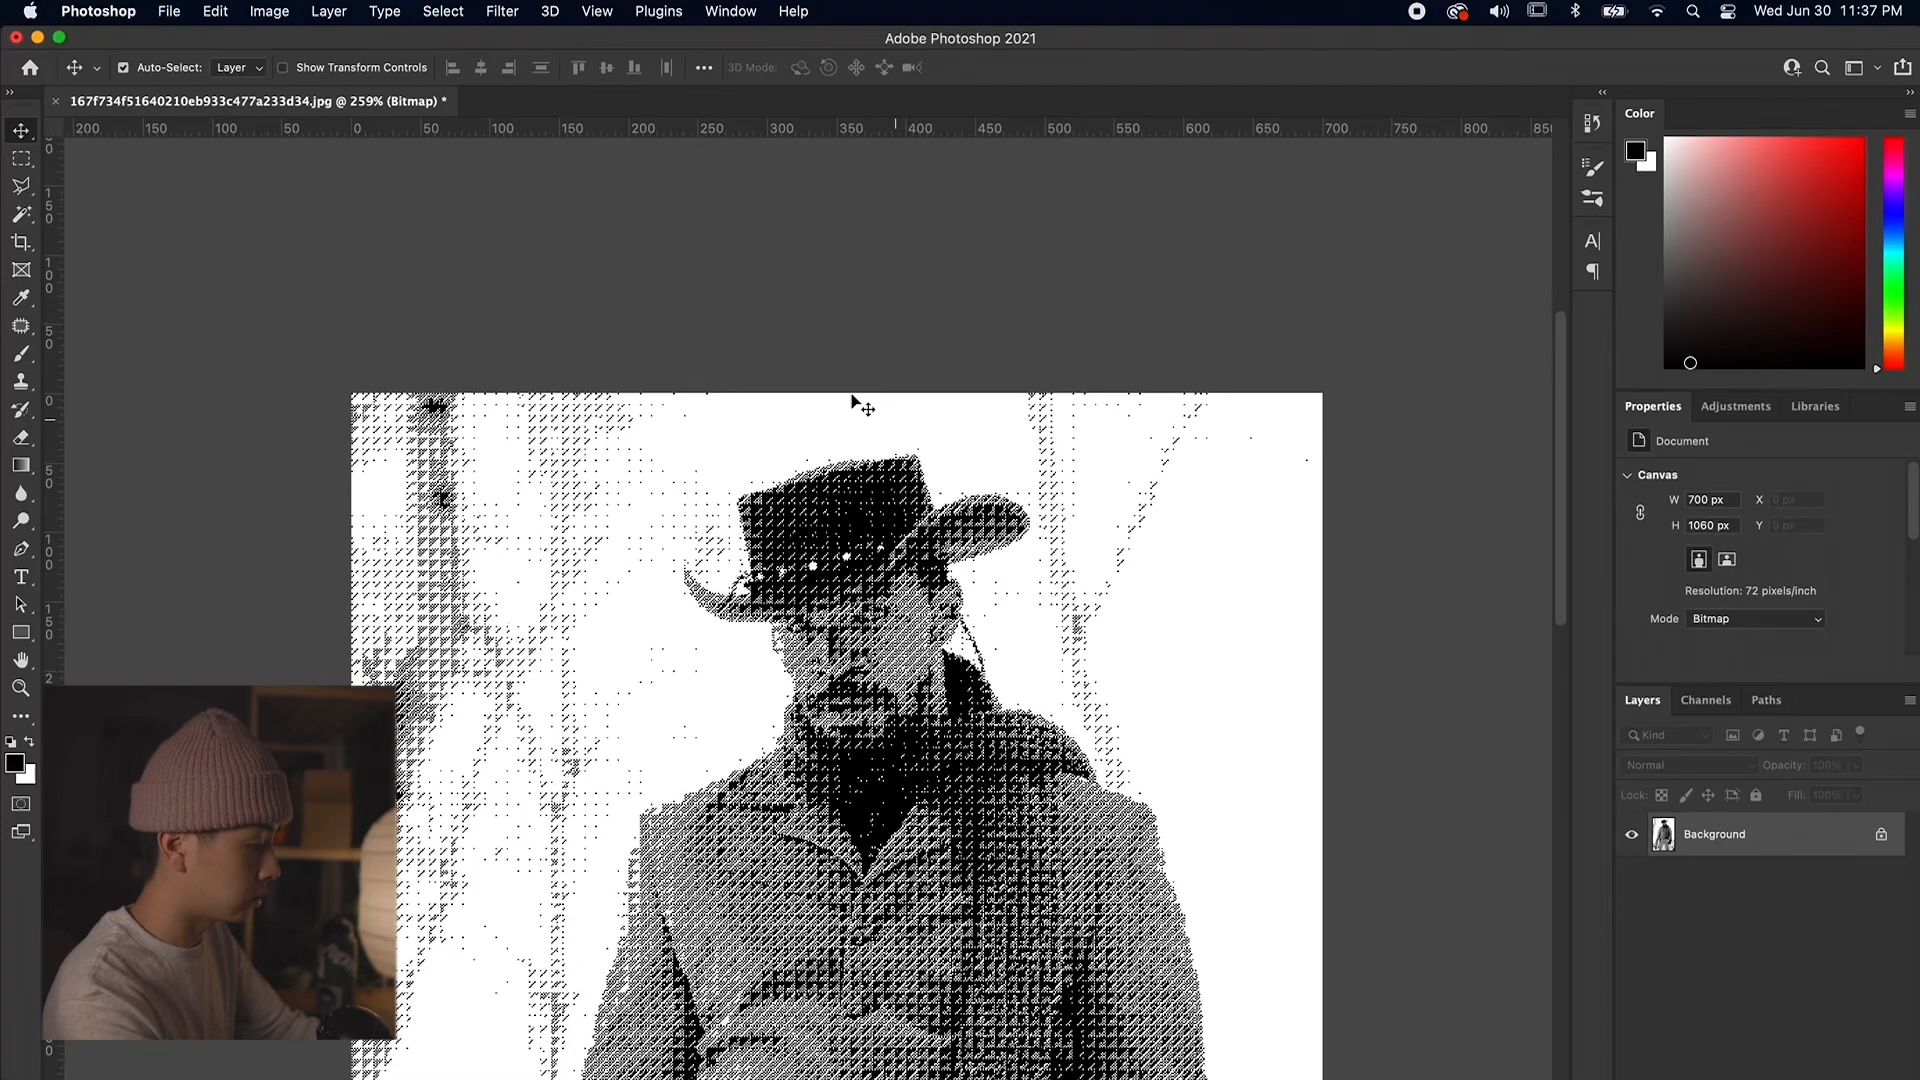 Photoshop File Edit Image Layer Type Select Filter 3D View Plugins Window Help Wed Jun 30 11:37 PM
Adobe Photoshop 2021
Auto-Select: Layer Show Transform Controls 3D Mode:
167f734f51640210eb933c477a233d34.jpg @ 259% (Bitmap) *
200 150 100 50 0 50 100 150 200 250 300 350 400 450 500 550 600 650 700 750 800 850
Color
Properties Adjustments Libraries
Document
Canvas
W 700 px X 0 px
H 1060 px Y 0 px
Resolution: 72 pixels/inch
Mode Bitmap
Layers Channels Paths
Kind
Normal Opacity: 100%
Lock: Fill: 100%
Background